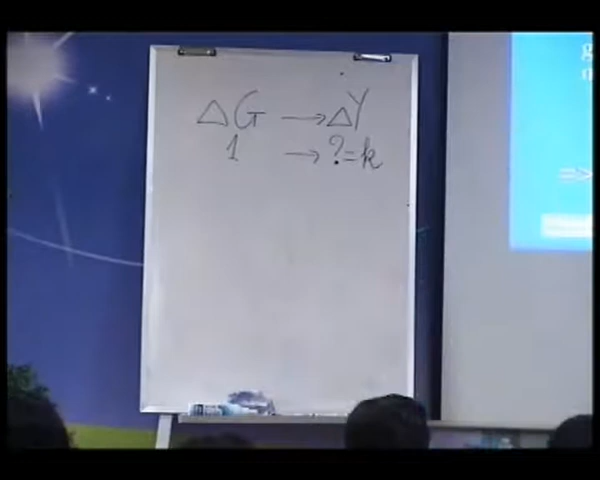 ΔG → ΔY
1 → ? = k